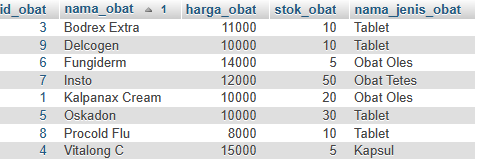 id_obat nama_obat 1 harga_obat stok_obat nama_jenis_obat
3 Bodrex Extra 11000 10 Tablet
9 Delcogen 10000 10 Tablet
6 Fungiderm 14000 5 Obat Oles
7 Insto 12000 50 Obat Tetes
1 Kalpanax Cream 10000 20 Obat Oles
5 Oskadon 10000 30 Tablet
8 Procold Flu 8000 10 Tablet
4 Vitalong C 15000 5 Kapsul